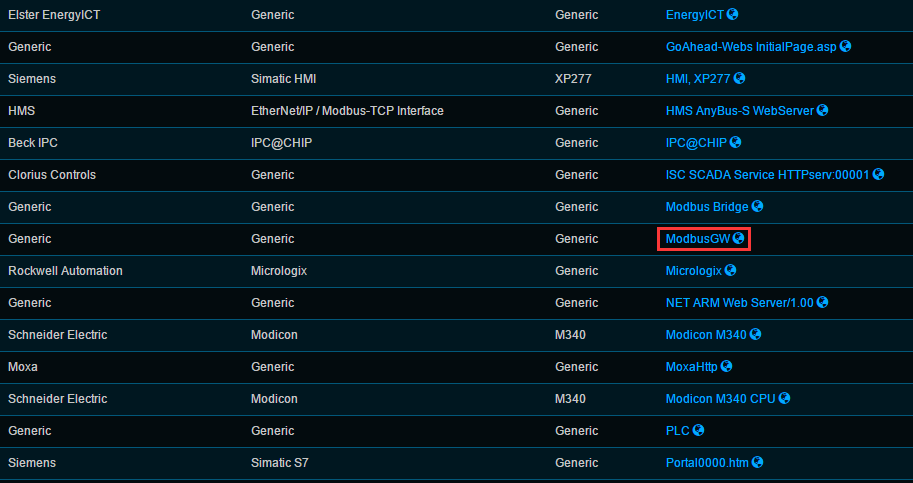 Elster EnergyICT Generic Generic EnergyICT
Generic Generic Generic GoAhead-Webs InitialPage.asp
Siemens Simatic HMI XP277 HMI, XP277
HMS EtherNet/IP / Modbus-TCP Interface Generic HMS AnyBus-S WebServer
Beck IPC IPC@CHIP Generic IPC@CHIP
Clorius Controls Generic Generic ISC SCADA Service HTTPserv:00001
Generic Generic Generic Modbus Bridge
Generic Generic Generic ModbusGW
Rockwell Automation Micrologix Generic Micrologix
Generic Generic Generic NET ARM Web Server/1.00
Schneider Electric Modicon M340 Modicon M340
Moxa Generic Generic MoxaHttp
Schneider Electric Modicon M340 Modicon M340 CPU
Generic Generic Generic PLC
Siemens Simatic S7 Generic Portal0000.htm